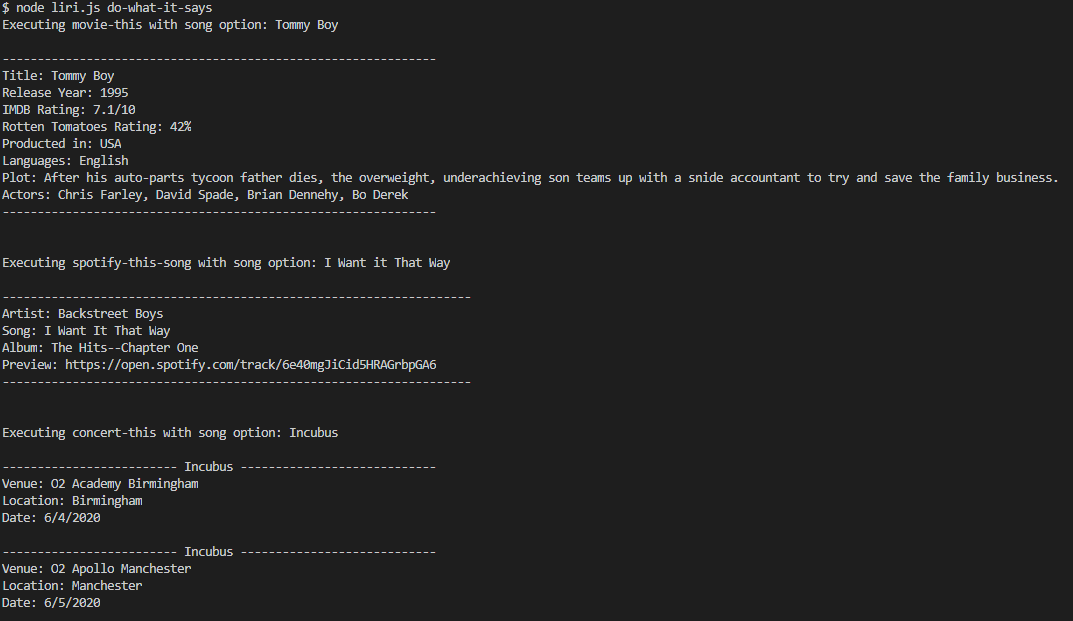 $ node liri.js do-what-it-says
Executing movie-this with song option: Tommy Boy
--------------------------------------------------------------
Title: Tommy Boy
Release Year: 1995
IMDB Rating: 7.1/10
Rotten Tomatoes Rating: 42%
Producted in: USA
Languages: English
Plot: After his auto-parts tycoon father dies, the overweight, underachieving son teams up with a snide accountant to try and save the family business.
Actors: Chris Farley, David Spade, Brian Dennehy, Bo Derek
--------------------------------------------------------------
Executing spotify-this-song with song option: I Want it That Way
-------------------------------------------------------------------
Artist: Backstreet Boys
Song: I Want It That Way
Album: The Hits--Chapter One
Preview: https://open.spotify.com/track/6e40mgJiCid5HRAGrbpGA6
-------------------------------------------------------------------
Executing concert-this with song option: Incubus
------------------------- Incubus ----------------------------
Venue: O2 Academy Birmingham
Location: Birmingham
Date: 6/4/2020
------------------------- Incubus ----------------------------
Venue: O2 Apollo Manchester
Location: Manchester
Date: 6/5/2020